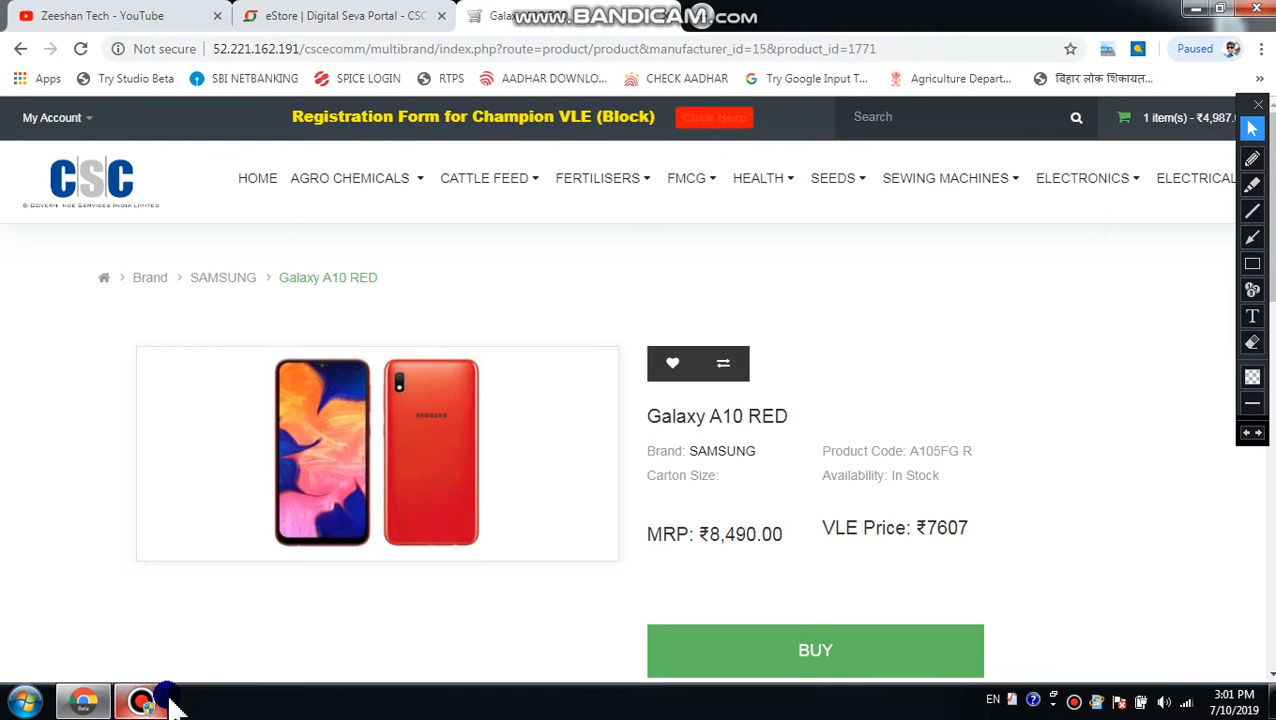 Zeeshan Tech - YouTube
eStore | Digital Seva Portal - CSC
Gala
www.BANDICAM.com
Not secure
52.221.162.191/cscecomm/multibrand/index.php?route=product/product&manufacturer_id=15&product_id=1771
Paused
Apps
Try Studio Beta
SBI NETBANKING
SPICE LOGIN
RTPS
AADHAR DOWNLO...
CHECK AADHAR
Try Google Input T...
Agriculture Depart...
बिहार लोक शिकायत...
My Account
Registration Form for Champion VLE (Block)
Click Here
Search
1 item(s) - ₹4,987.
CSC
HOME
AGRO CHEMICALS
CATTLE FEED
FERTILISERS
FMCG
HEALTH
SEEDS
SEWING MACHINES
ELECTRONICS
ELECTRICAL
Brand
SAMSUNG
Galaxy A10 RED
SAMSUNG
Galaxy A10 RED
Brand: SAMSUNG
Product Code: A105FG R
Carton Size:
Availability: In Stock
MRP: ₹8,490.00
VLE Price: ₹7607
BUY
T
EN
3:01 PM
7/10/2019